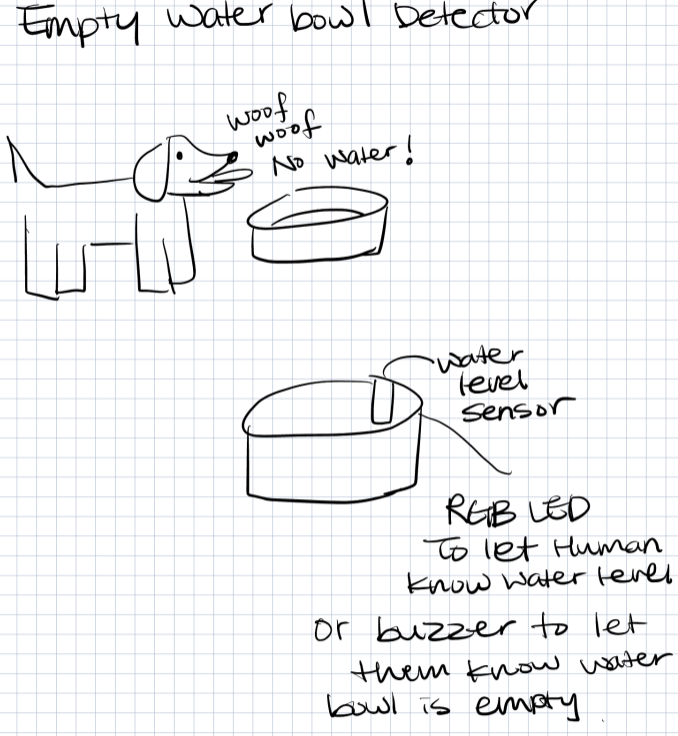 Empty Water bowl Detector
woof
woof
No water!
water
level
sensor
RGB LED
To let Human
Know Water level
or buzzer to let
them know water
bowl is empty